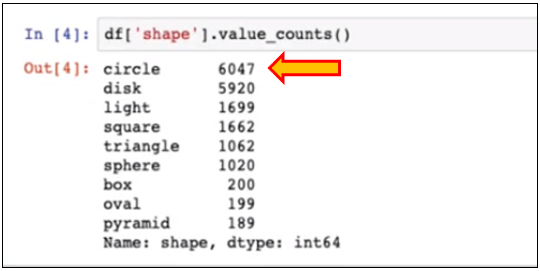 In [4]: df['shape'].value_counts()
Out[4]: circle 6047
disk 5920
light 1699
square 1662
triangle 1062
sphere 1020
box 200
oval 199
pyramid 189
Name: shape, dtype: int64